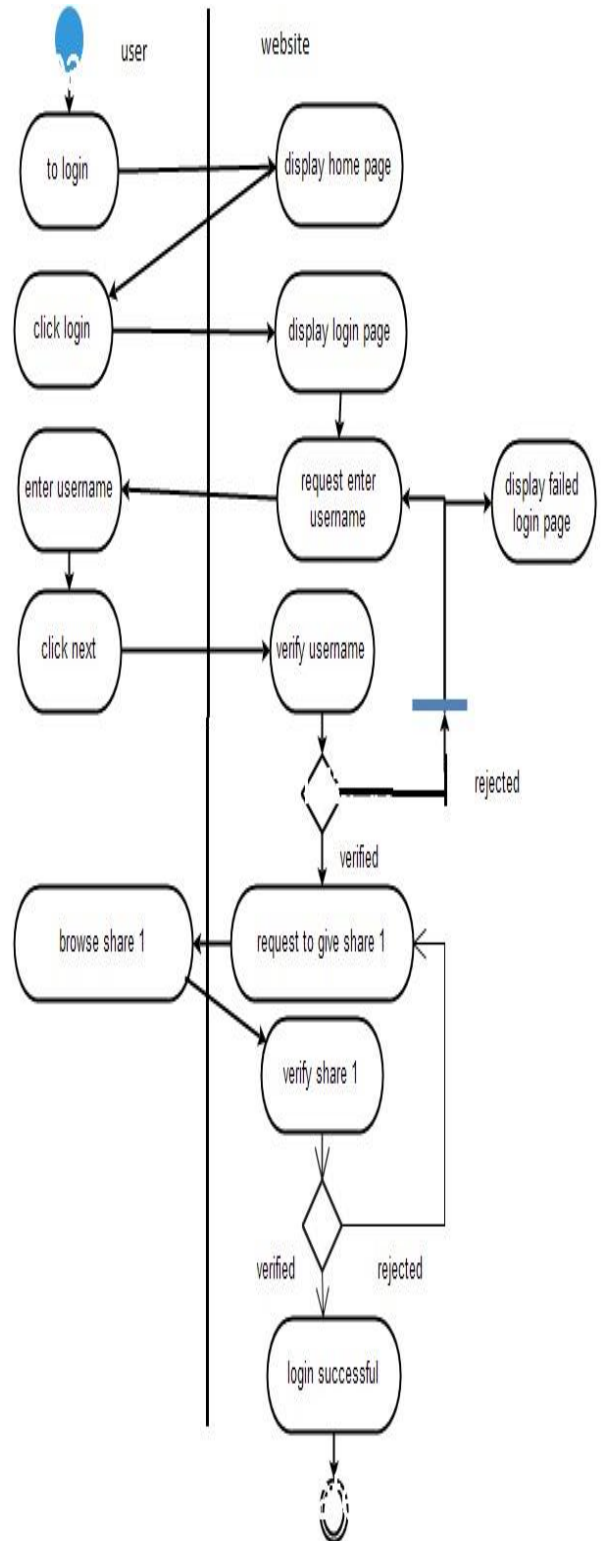 user
website
to login
display home page
click login
display login page
enter username
request enter
username
display failed
login page
click next
verify username
rejected
verified
browse share 1
request to give share 1
verify share 1
verified
rejected
login successful